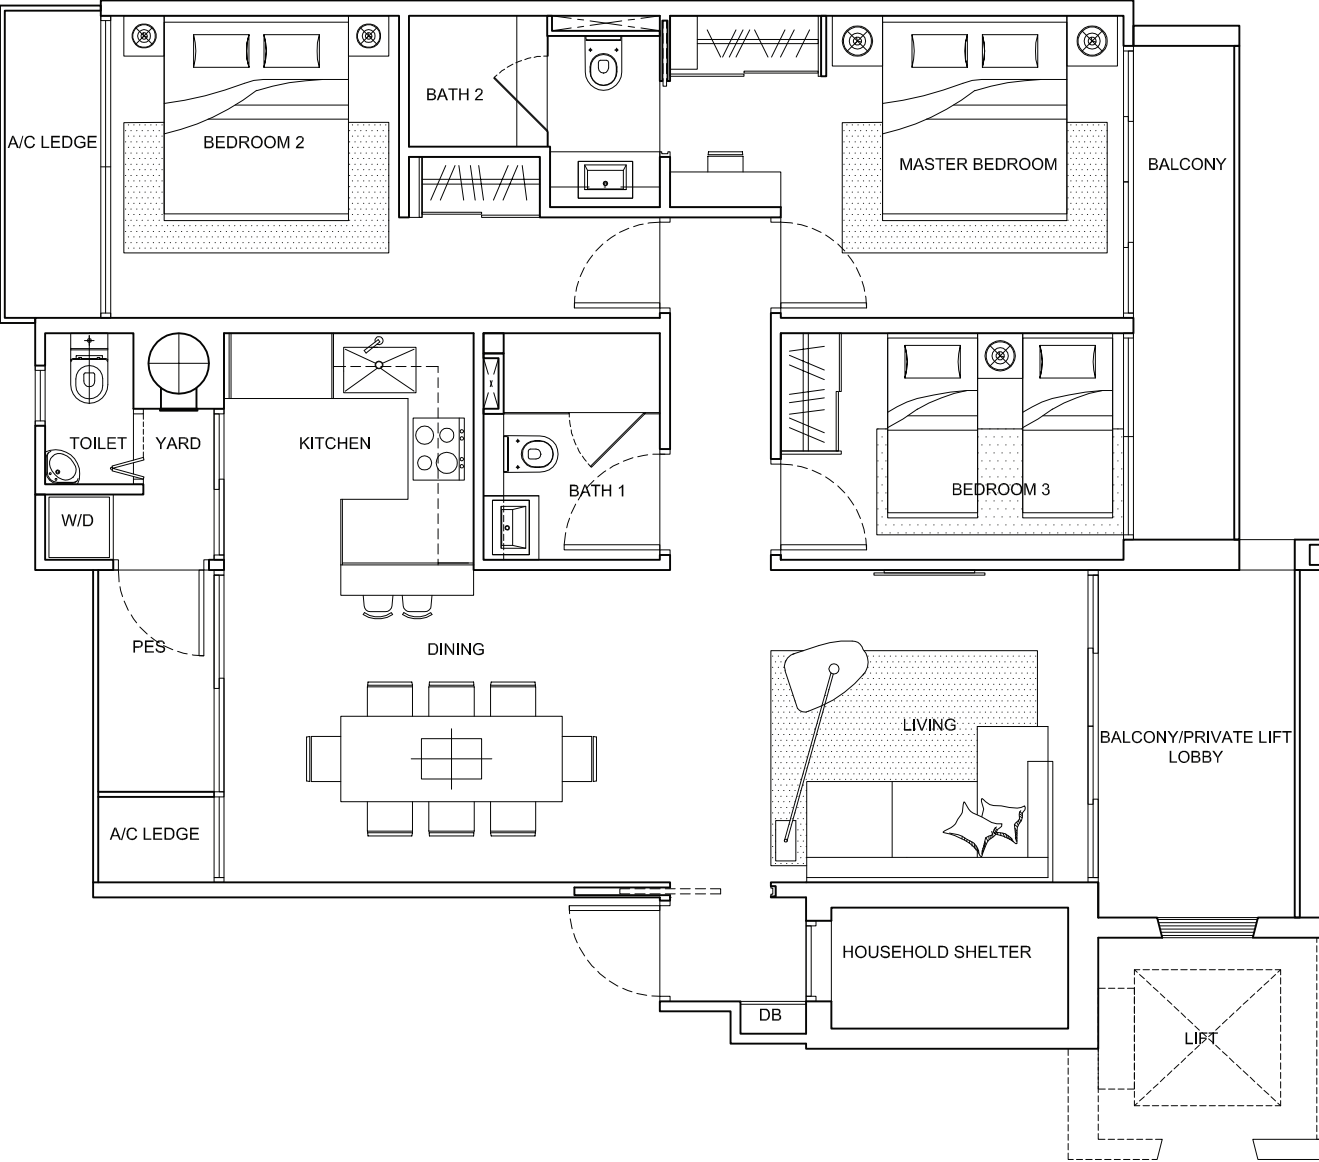 BATH 2
A/C LEDGE
BEDROOM 2
MASTER BEDROOM
BALCONY
TOILET
YARD
KITCHEN
BATH 1
BEDROOM 3
W/D
PES
DINING
LIVING
BALCONY/PRIVATE LIFT
LOBBY
A/C LEDGE
HOUSEHOLD SHELTER
DB
LIFT